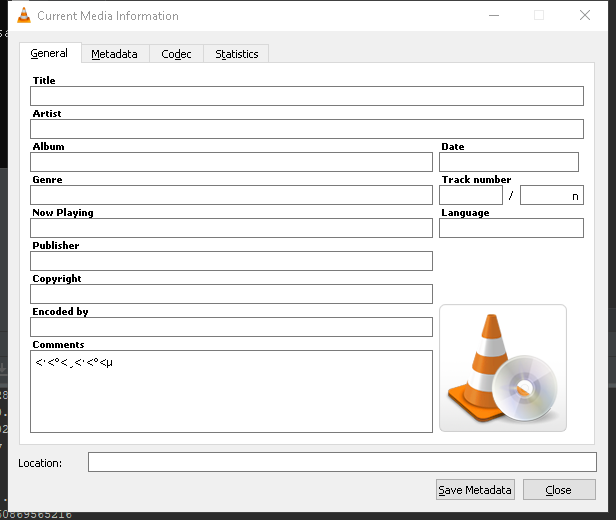 Current Media Information
General Metadata Codec Statistics
Title
Artist
Album Date
Genre Track number
/ n
Now Playing Language
Publisher
Copyright
Encoded by
Comments
Location:
Save Metadata Close
60869565216